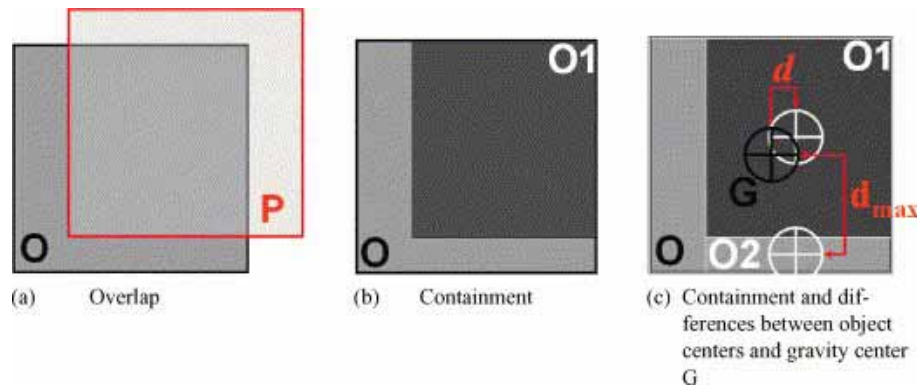 O
P
(a) Overlap
O1
O
(b) Containment
O1
d
G
d max
O2
O
(c) Containment and dif-
ferences between object
centers and gravity center
G